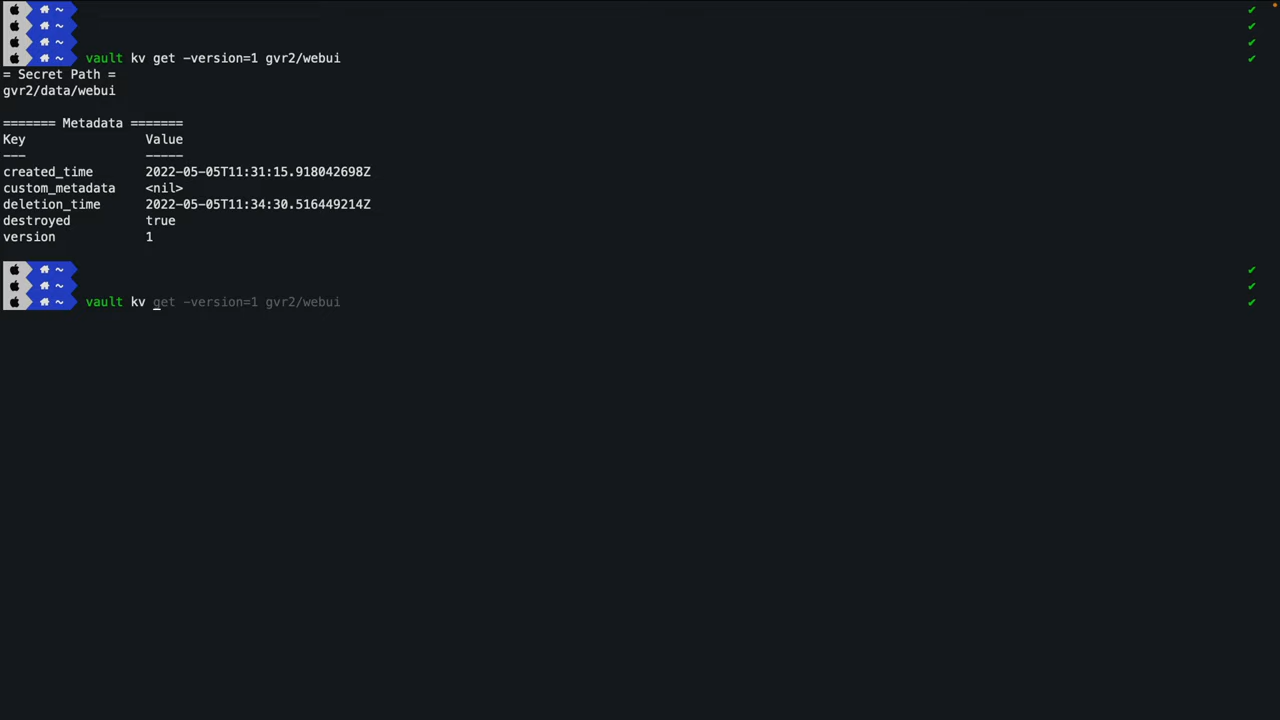 ~
~
~
~ vault kv get -version=1 gvr2/webui
= Secret Path =
gvr2/data/webui
======= Metadata =======
Key Value
--- -----
created_time 2022-05-05T11:31:15.918042698Z
custom_metadata <nil>
deletion_time 2022-05-05T11:34:30.516449214Z
destroyed true
version 1
~
~
~ vault kv get -version=1 gvr2/webui